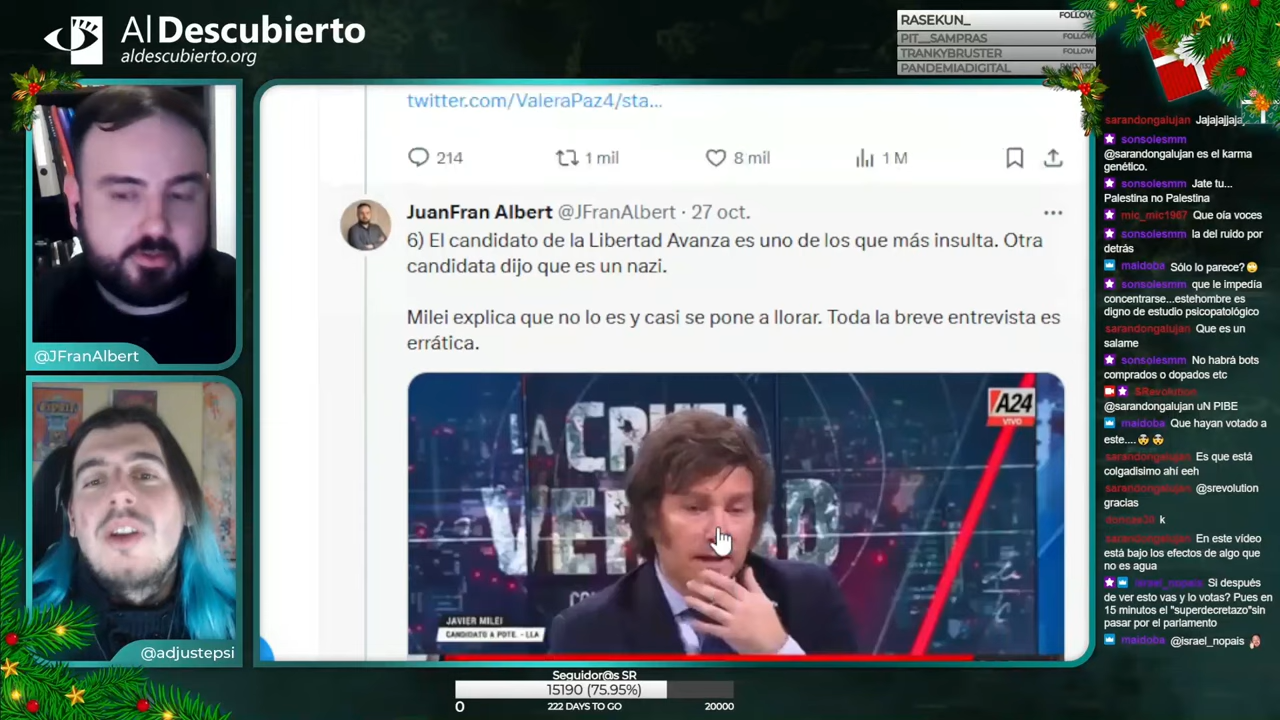 Al Descubierto
aldescubierto.org
RASEKUN_ FOLLOW
PIT__SAMPRAS FOLLOW
TRANKYBRUSTER FOLLOW
PANDEMIADIGITAL
@JFranAlbert
@adjustepsi
twitter.com/ValeraPaz4/sta...
214 1 mil 8 mil 1 M
JuanFran Albert @JFranAlbert · 27 oct.
6) El candidato de la Libertad Avanza es uno de los que más insulta. Otra
candidata dijo que es un nazi.
Milei explica que no lo es y casi se pone a llorar. Toda la breve entrevista es
errática.
LA
A24
VIVO
JAVIER MILEI
CANDIDATO A PDTE. - LLA
Seguidor@s SR
15190 (75.95%)
0 222 DAYS TO GO 20000
sarandongalujan Jajajajjaja
sonsolesmm
@sarandongalujan es el karma
genético.
sonsolesmm Jate tu...
Palestina no Palestina
mic_mic1967 Que oía voces
sonsolesmm la del ruido por
detrás
maidoba Sólo lo parece?🙄
sonsolesmm que le impedía
concentrarse...estehombre es
digno de estudio psicopatológico
sarandongalujan Que es un
salame
sonsolesmm No habrá bots
comprados o dopados etc
SRevolution
@sarandongalujan uN PIBE
maidoba Que hayan votado a
este....🤯🤯
sarandongalujan Es que está
colgadisimo ahí eeh
sarandongalujan @srevolution
gracias
k
sarandongalujan En este vídeo
está bajo los efectos de algo que
no es agua
israel_nopais Si después
de ver esto vas y lo votas? Pues en
15 minutos el "superdecretazo"sin
pasar por el parlamento
maidoba @israel_nopais